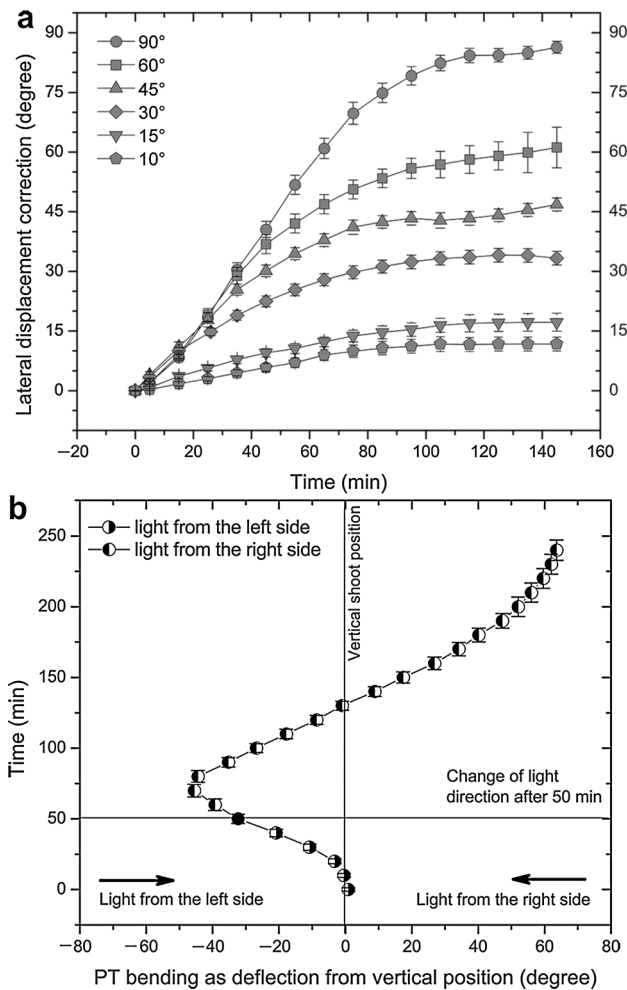 a
90
75
60
45
30
15
0
90
75
60
45
30
15
0
90°
60°
45°
30°
15°
10°
Lateral displacement correction (degree)
−20 0 20 40 60 80 100 120 140 160
Time (min)
b
light from the left side
light from the right side
Vertical shoot position
250
200
150
100
50
0
Time (min)
Change of light
direction after 50 min
Light from the left side
Light from the right side
−80 −60 −40 −20 0 20 40 60 80
PT bending as deflection from vertical position (degree)